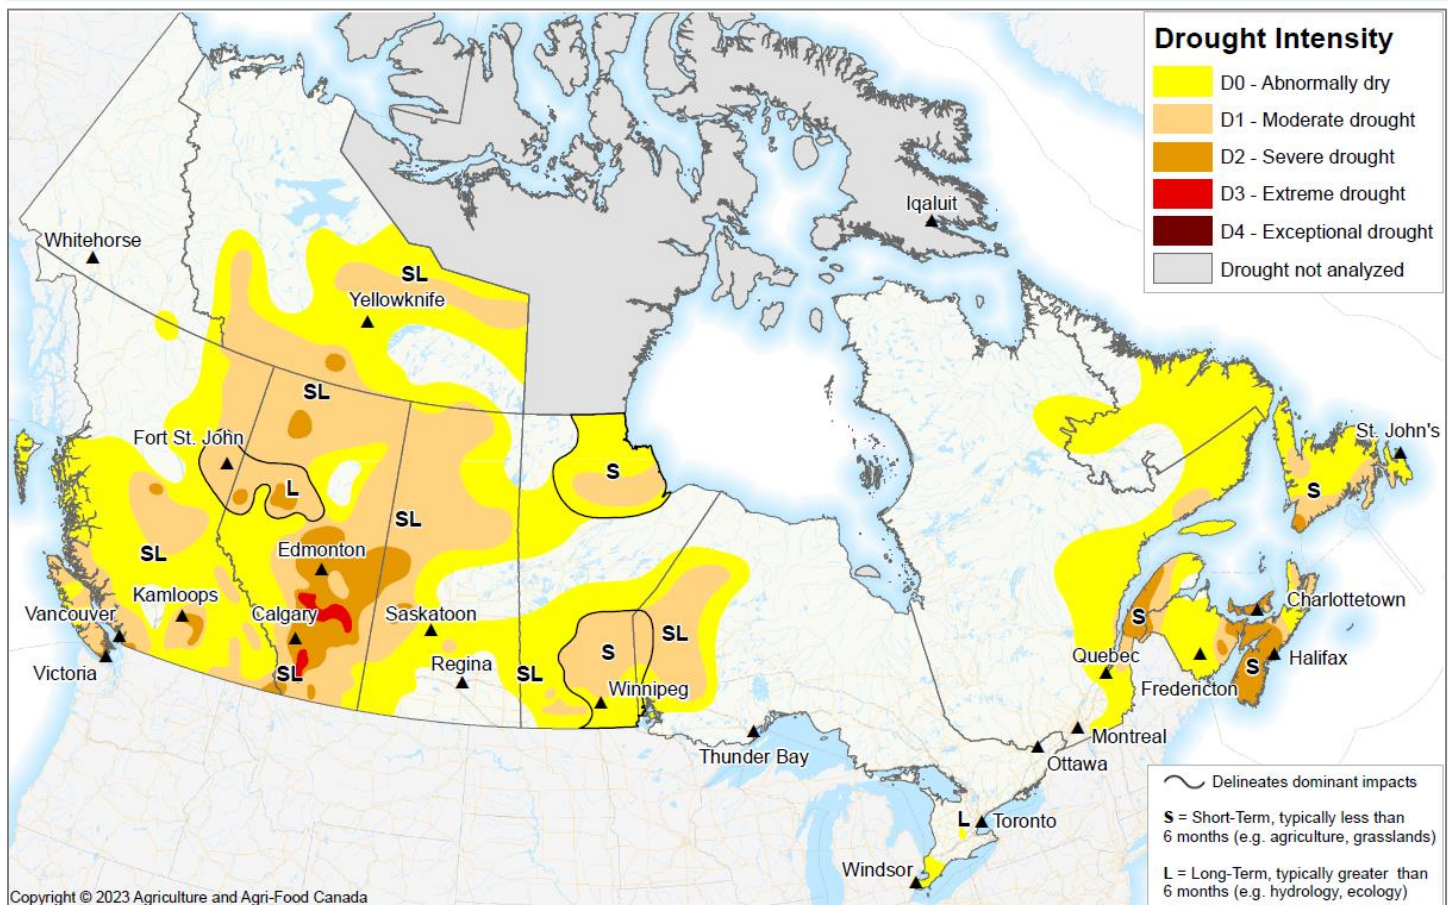 Drought Intensity
D0 - Abnormally dry
D1 - Moderate drought
D2 - Severe drought
D3 - Extreme drought
D4 - Exceptional drought
Drought not analyzed
Iqaluit
Whitehorse
SL
Yellowknife
SL
Fort St. John
St. John's
L
S
S
SL
SL
Edmonton
Kamloops
Vancouver
Calgary
Saskatoon
Charlottetown
S
SL
S
Victoria
Regina
Quebec
Halifax
SL
SL
S
Winnipeg
Fredericton
Montreal
Thunder Bay
Ottawa
L
Toronto
Windsor
Delineates dominant impacts
S = Short-Term, typically less than
6 months (e.g. agriculture, grasslands)
L = Long-Term, typically greater than
6 months (e.g. hydrology, ecology)
Copyright © 2023 Agriculture and Agri-Food Canada